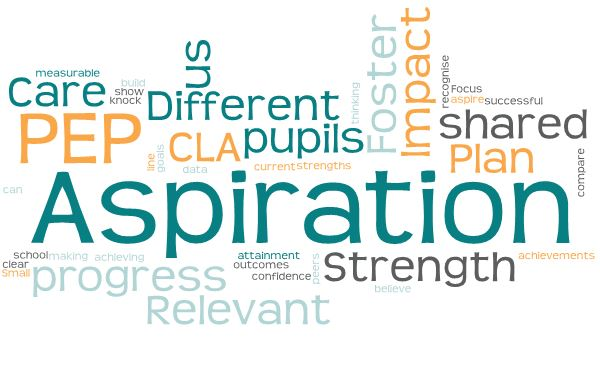 measurable
build
show
knock
Care
us
Different
thinking
Foster
Impact
recognise
Focus
aspire
successful
shared
PEP
CLA
pupils
Plan
line
goals
data
current
strengths
compare
can
Aspiration
school
making
achieving
clear
Small
progress
attainment
outcomes
confidence
peers
Strength
achievements
believe
Relevant